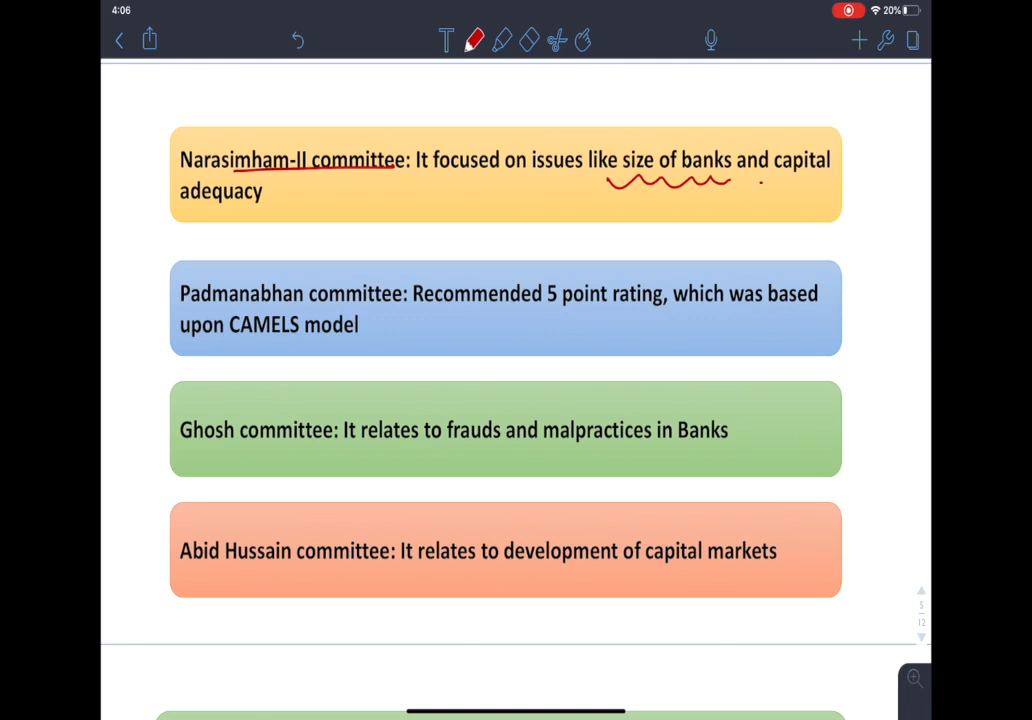 4:06
20%
T
Narasimham-II committee: It focused on issues like size of banks and capital
adequacy
Padmanabhan committee: Recommended 5 point rating, which was based
upon CAMELS model
Ghosh committee: It relates to frauds and malpractices in Banks
Abid Hussain committee: It relates to development of capital markets
5
12